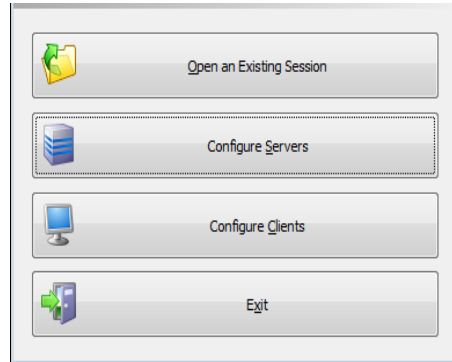 Open an Existing Session
Configure Servers
Configure Clients
Exit